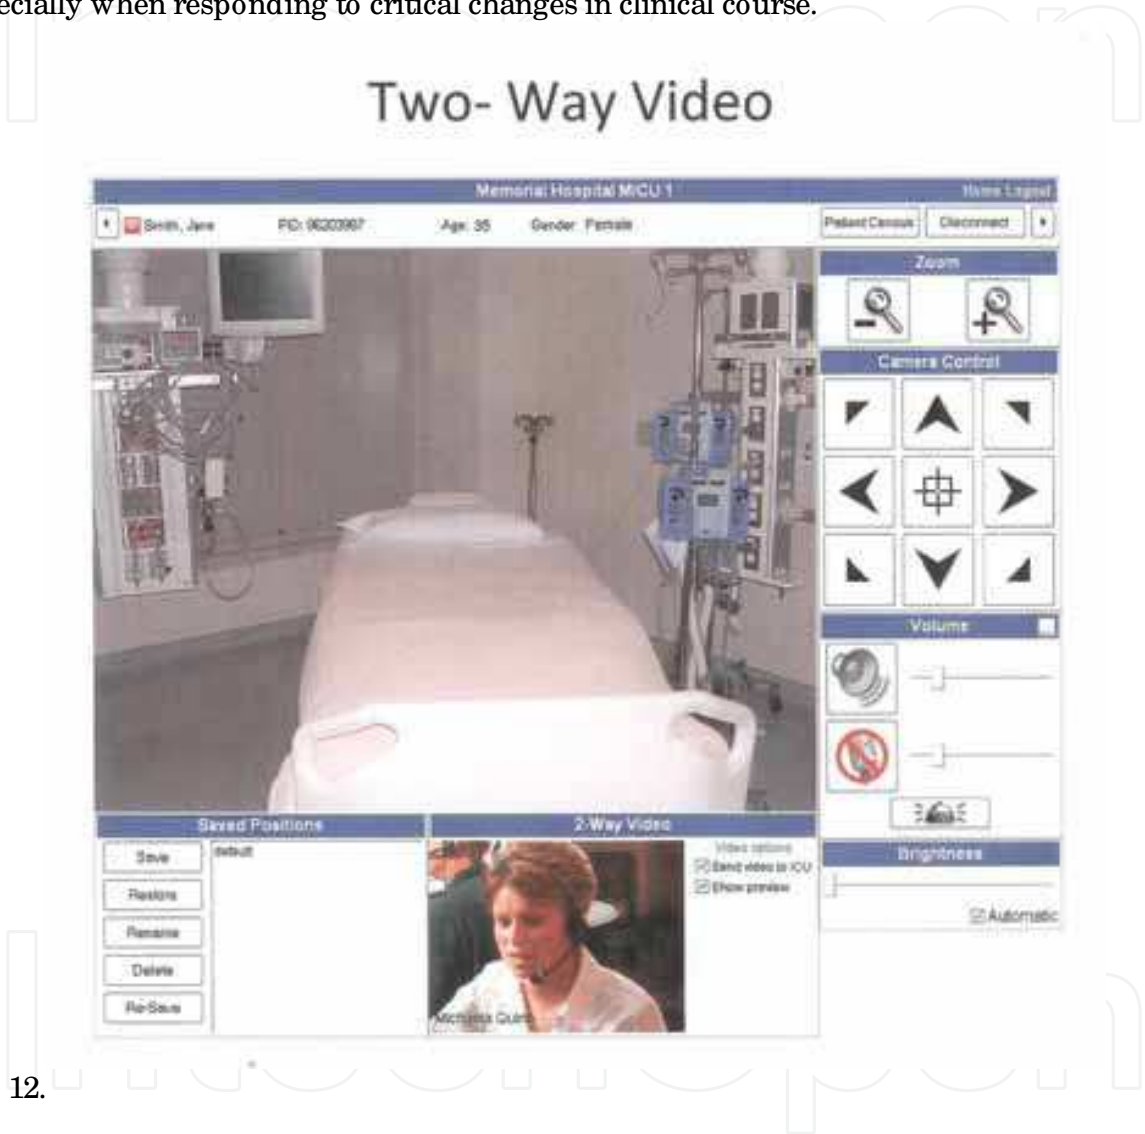 ecially when responding to critical changes in clinical course.
Two- Way Video
Memorial Hospital MICU 1
Home Logout
Smith, Jane PID: 96203967 Age: 35 Gender: Female
Patient Census Disconnect
Zoom
Camera Control
Volume
Saved Positions
Save
Restore
Rename
Delete
Re-Save
default
2-Way Video
Video options
Send video to ICU
Show preview
Brightness
Automatic
12.